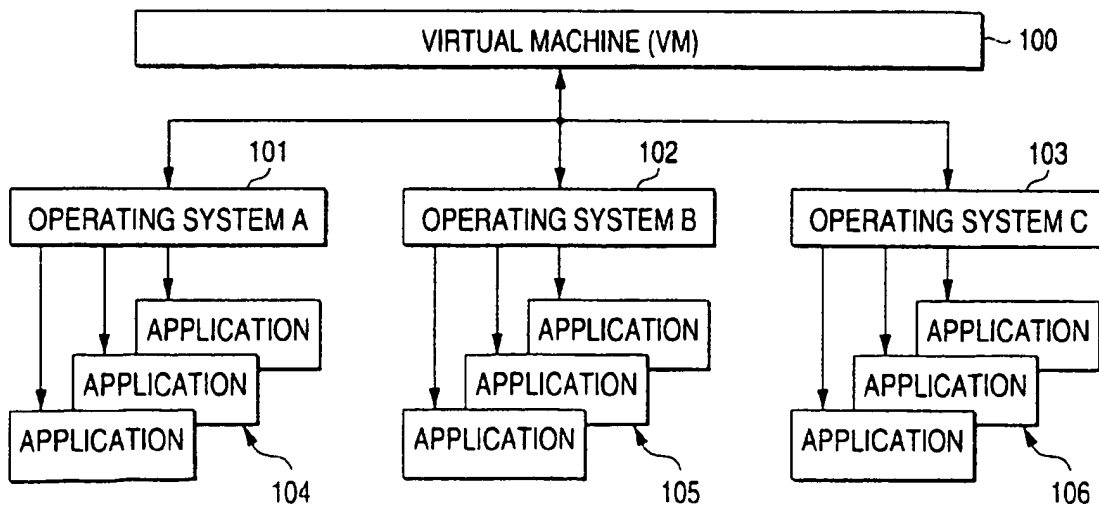 VIRTUAL MACHINE (VM)
100
101
102
103
OPERATING SYSTEM A
OPERATING SYSTEM B
OPERATING SYSTEM C
APPLICATION
APPLICATION
APPLICATION
APPLICATION
APPLICATION
APPLICATION
APPLICATION
APPLICATION
APPLICATION
104
105
106